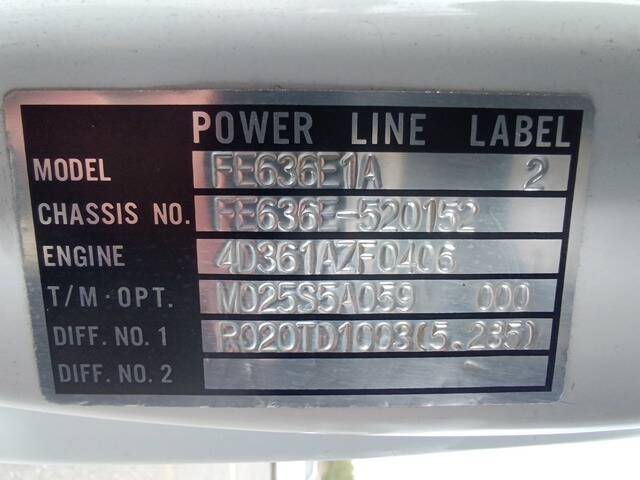 POWER LINE LABEL
MODEL FE636E1A 2
CHASSIS NO. FE636E-520152
ENGINE 4D361AZF0406
T/M·OPT. M025S5A059 000
DIFF. NO. 1 R020TD1003(5.285)
DIFF. NO. 2